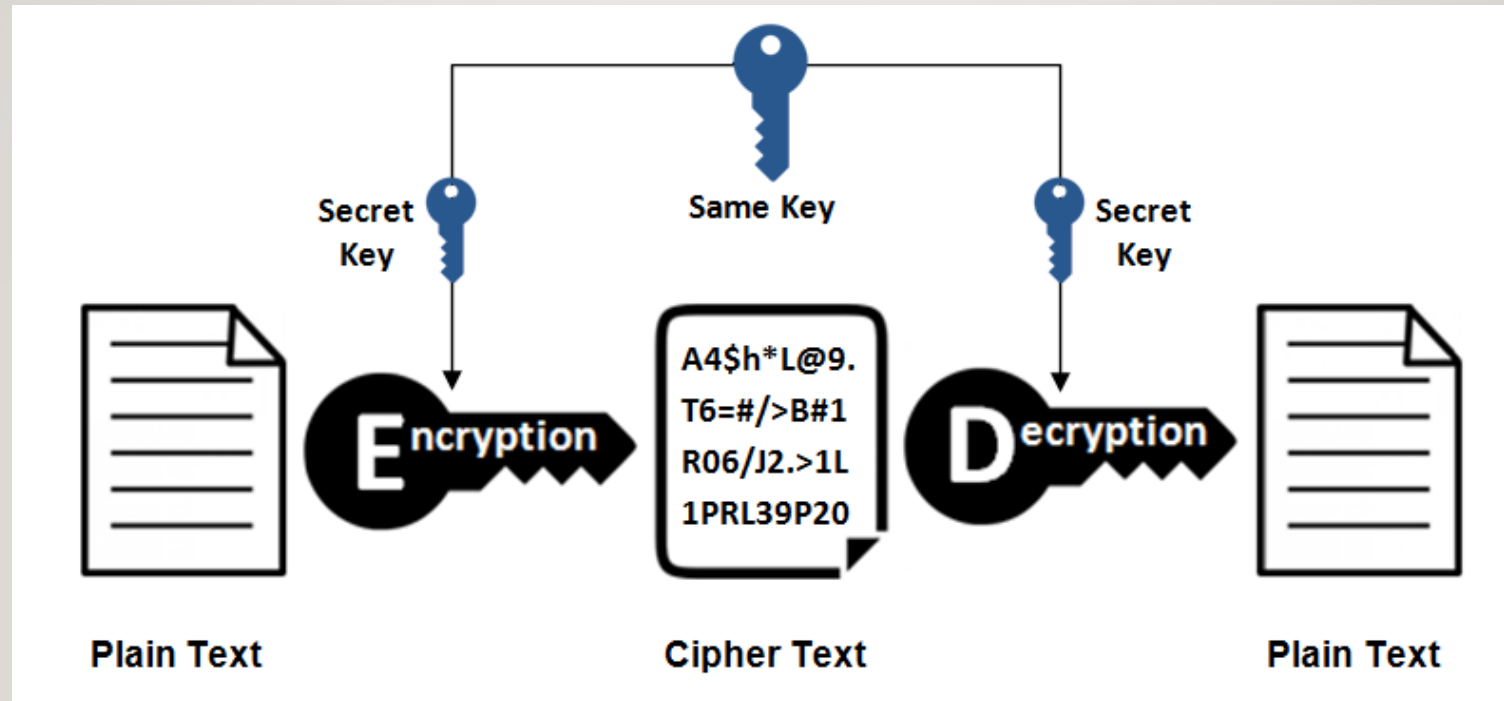 Same Key
Secret
Key
Secret
Key
Encryption
A4$h*L@9.
T6=#/>B#1
R06/J2.>1L
1PRL39P20
Decryption
Plain Text
Cipher Text
Plain Text